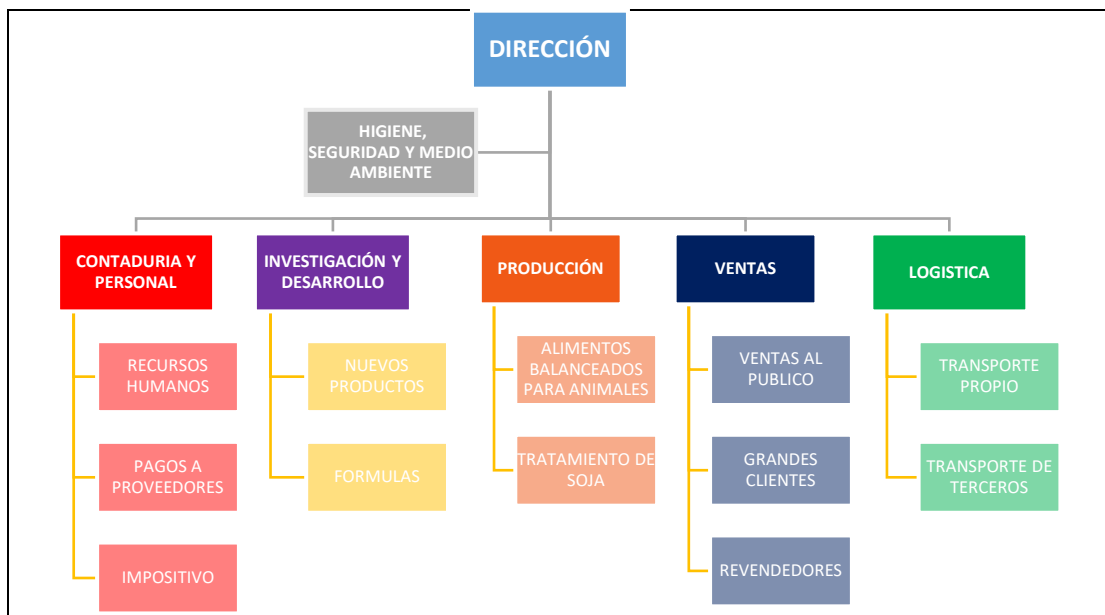 DIRECCIÓN
HIGIENE,
SEGURIDAD Y MEDIO
AMBIENTE
CONTADURIA Y
PERSONAL
RECURSOS
HUMANOS
PAGOS A
PROVEEDORES
IMPOSITIVO
INVESTIGACIÓN Y
DESARROLLO
NUEVOS
PRODUCTOS
FORMULAS
PRODUCCIÓN
ALIMENTOS
BALANCEADOS
PARA ANIMALES
TRATAMIENTO DE
SOJA
VENTAS
VENTAS AL
PUBLICO
GRANDES
CLIENTES
REVENDEDORES
LOGISTICA
TRANSPORTE
PROPIO
TRANSPORTE DE
TERCEROS